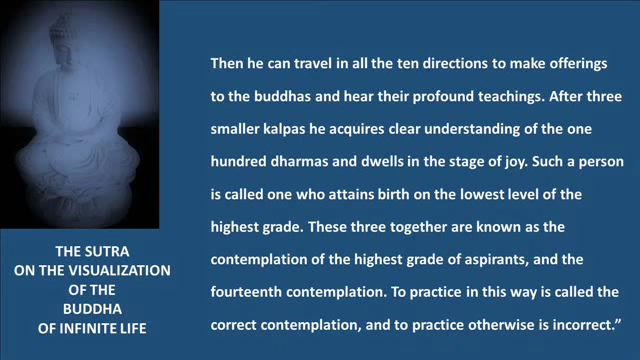 Then he can travel in all the ten directions to make offerings
to the buddhas and hear their profound teachings. After three
smaller kalpas he acquires clear understanding of the one
hundred dharmas and dwells in the stage of joy. Such a person
is called one who attains birth on the lowest level of the
highest grade. These three together are known as the
contemplation of the highest grade of aspirants, and the
fourteenth contemplation. To practice in this way is called the
correct contemplation, and to practice otherwise is incorrect.”
THE SUTRA
ON THE VISUALIZATION
OF THE
BUDDHA
OF INFINITE LIFE